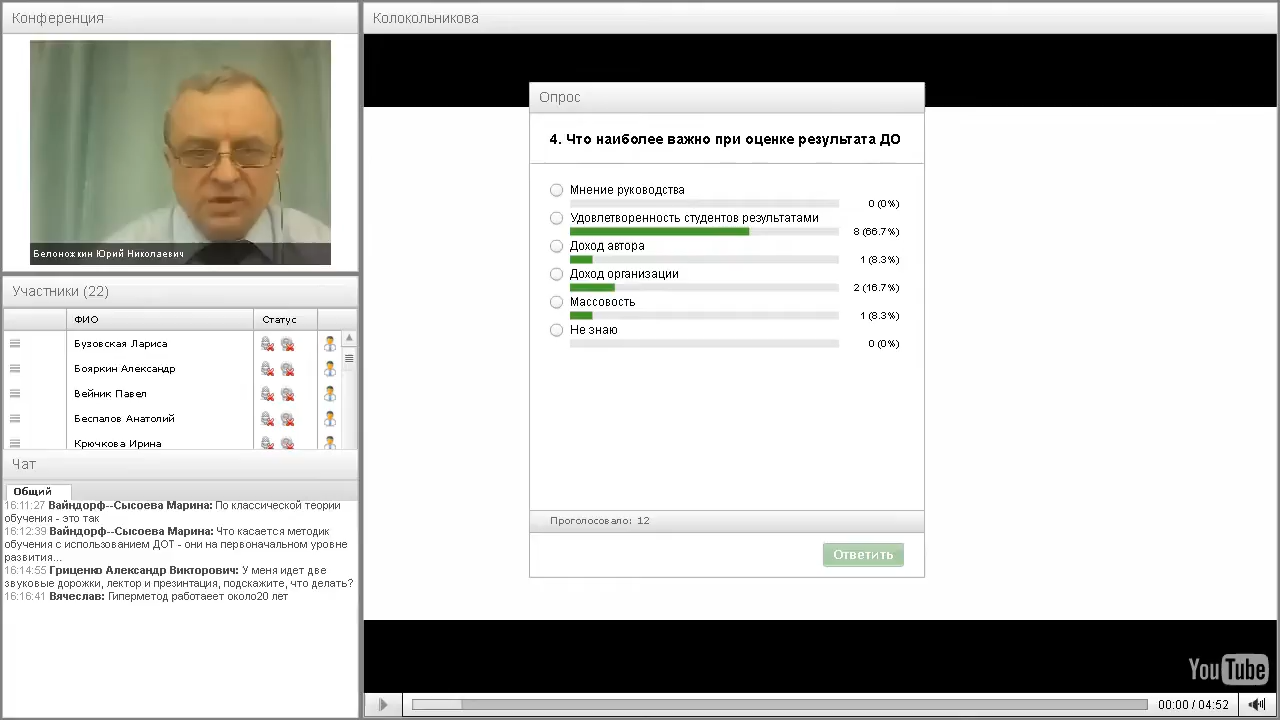 Конференция
Белоножкин Юрий Николаевич
Участники (22)
ФИО
Статус
Бузовская Лариса
Бояркин Александр
Вейник Павел
Беспалов Анатолий
Крючкова Ирина
Чат
Общий
16:11:27 Вайндорф--Сысоева Марина: По классической теории
обучения - это так
16:12:39 Вайндорф--Сысоева Марина: Что касается методик
обучения с использованием ДОТ - они на первоначальном уровне
развития...
16:14:55 Гриценко Александр Викторович: У меня идет две
звуковые дорожки, лектор и презинтация, подскажите, что делать?
16:16:41 Вячеслав: Гиперметод работаеет около20 лет
Колокольникова
Опрос
4. Что наиболее важно при оценке результата ДО
Мнение руководства
0 (0%)
Удовлетворенность студентов результатами
8 (66.7%)
Доход автора
1 (8.3%)
Доход организации
2 (16.7%)
Массовость
1 (8.3%)
Не знаю
0 (0%)
Проголосовало: 12
Ответить
YouTube
00:00 / 04:52